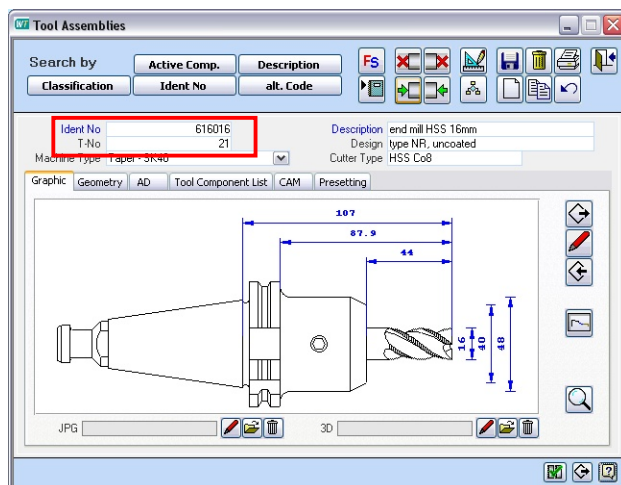 WT Tool Assemblies
Search by
Active Comp.
Description
Classification
Ident No
alt. Code
FS
Ident No 616016
T-No 21
Machine Type Taper - SK40
Description end mill HSS 16mm
Design type NR, uncoated
Cutter Type HSS Co8
Graphic Geometry AD Tool Component List CAM Presetting
107
87.9
44
16
40
48
JPG
3D